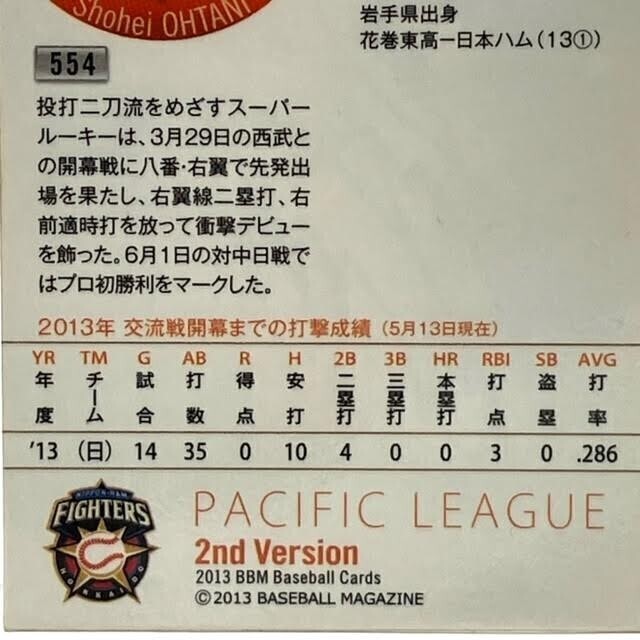 Shohei OHTANI
岩手県出身
花巻東高ー日本ハム(13①)
554
投打二刀流をめざすスーパー
ルーキーは、3月29日の西武と
の開幕戦に八番・右翼で先発出
場を果たし、右翼線二塁打、右
前適時打を放って衝撃デビュー
を飾った。6月1日の対中日戦で
はプロ初勝利をマークした。
2013年 交流戦開幕までの打撃成績(5月13日現在)
YR TM G AB R H 2B 3B HR RBI SB AVG
年度 チーム 試合 打数 得点 安打 二塁打 三塁打 本塁打 打点 盗塁 打率
'13 (日) 14 35 0 10 4 0 0 3 0 .286
NIPPON-HAM
FIGHTERS
HOKKAIDO
PACIFIC LEAGUE
2nd Version
2013 BBM Baseball Cards
©2013 BASEBALL MAGAZINE